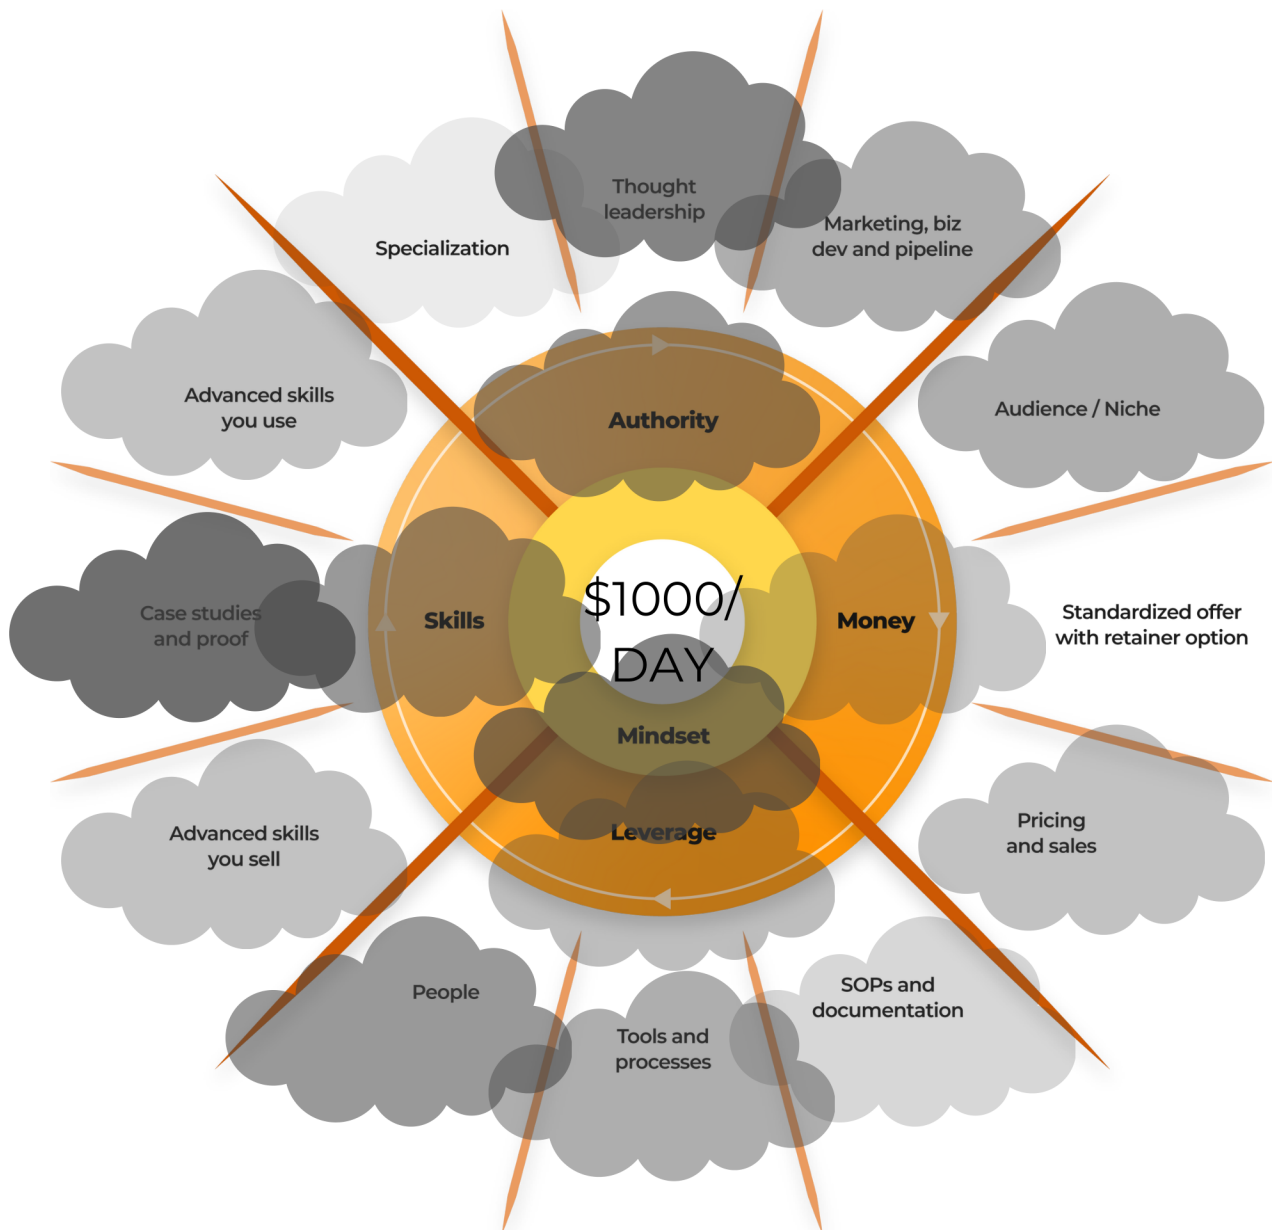 Thought
leadership
Marketing, biz
dev and pipeline
Specialization
Advanced skills
you use
Authority
Audience / Niche
Case studies
and proof
Skills
$1000/
DAY
Money
Standardized offer
with retainer option
Mindset
Leverage
Advanced skills
you sell
Pricing
and sales
People
Tools and
processes
SOPs and
documentation